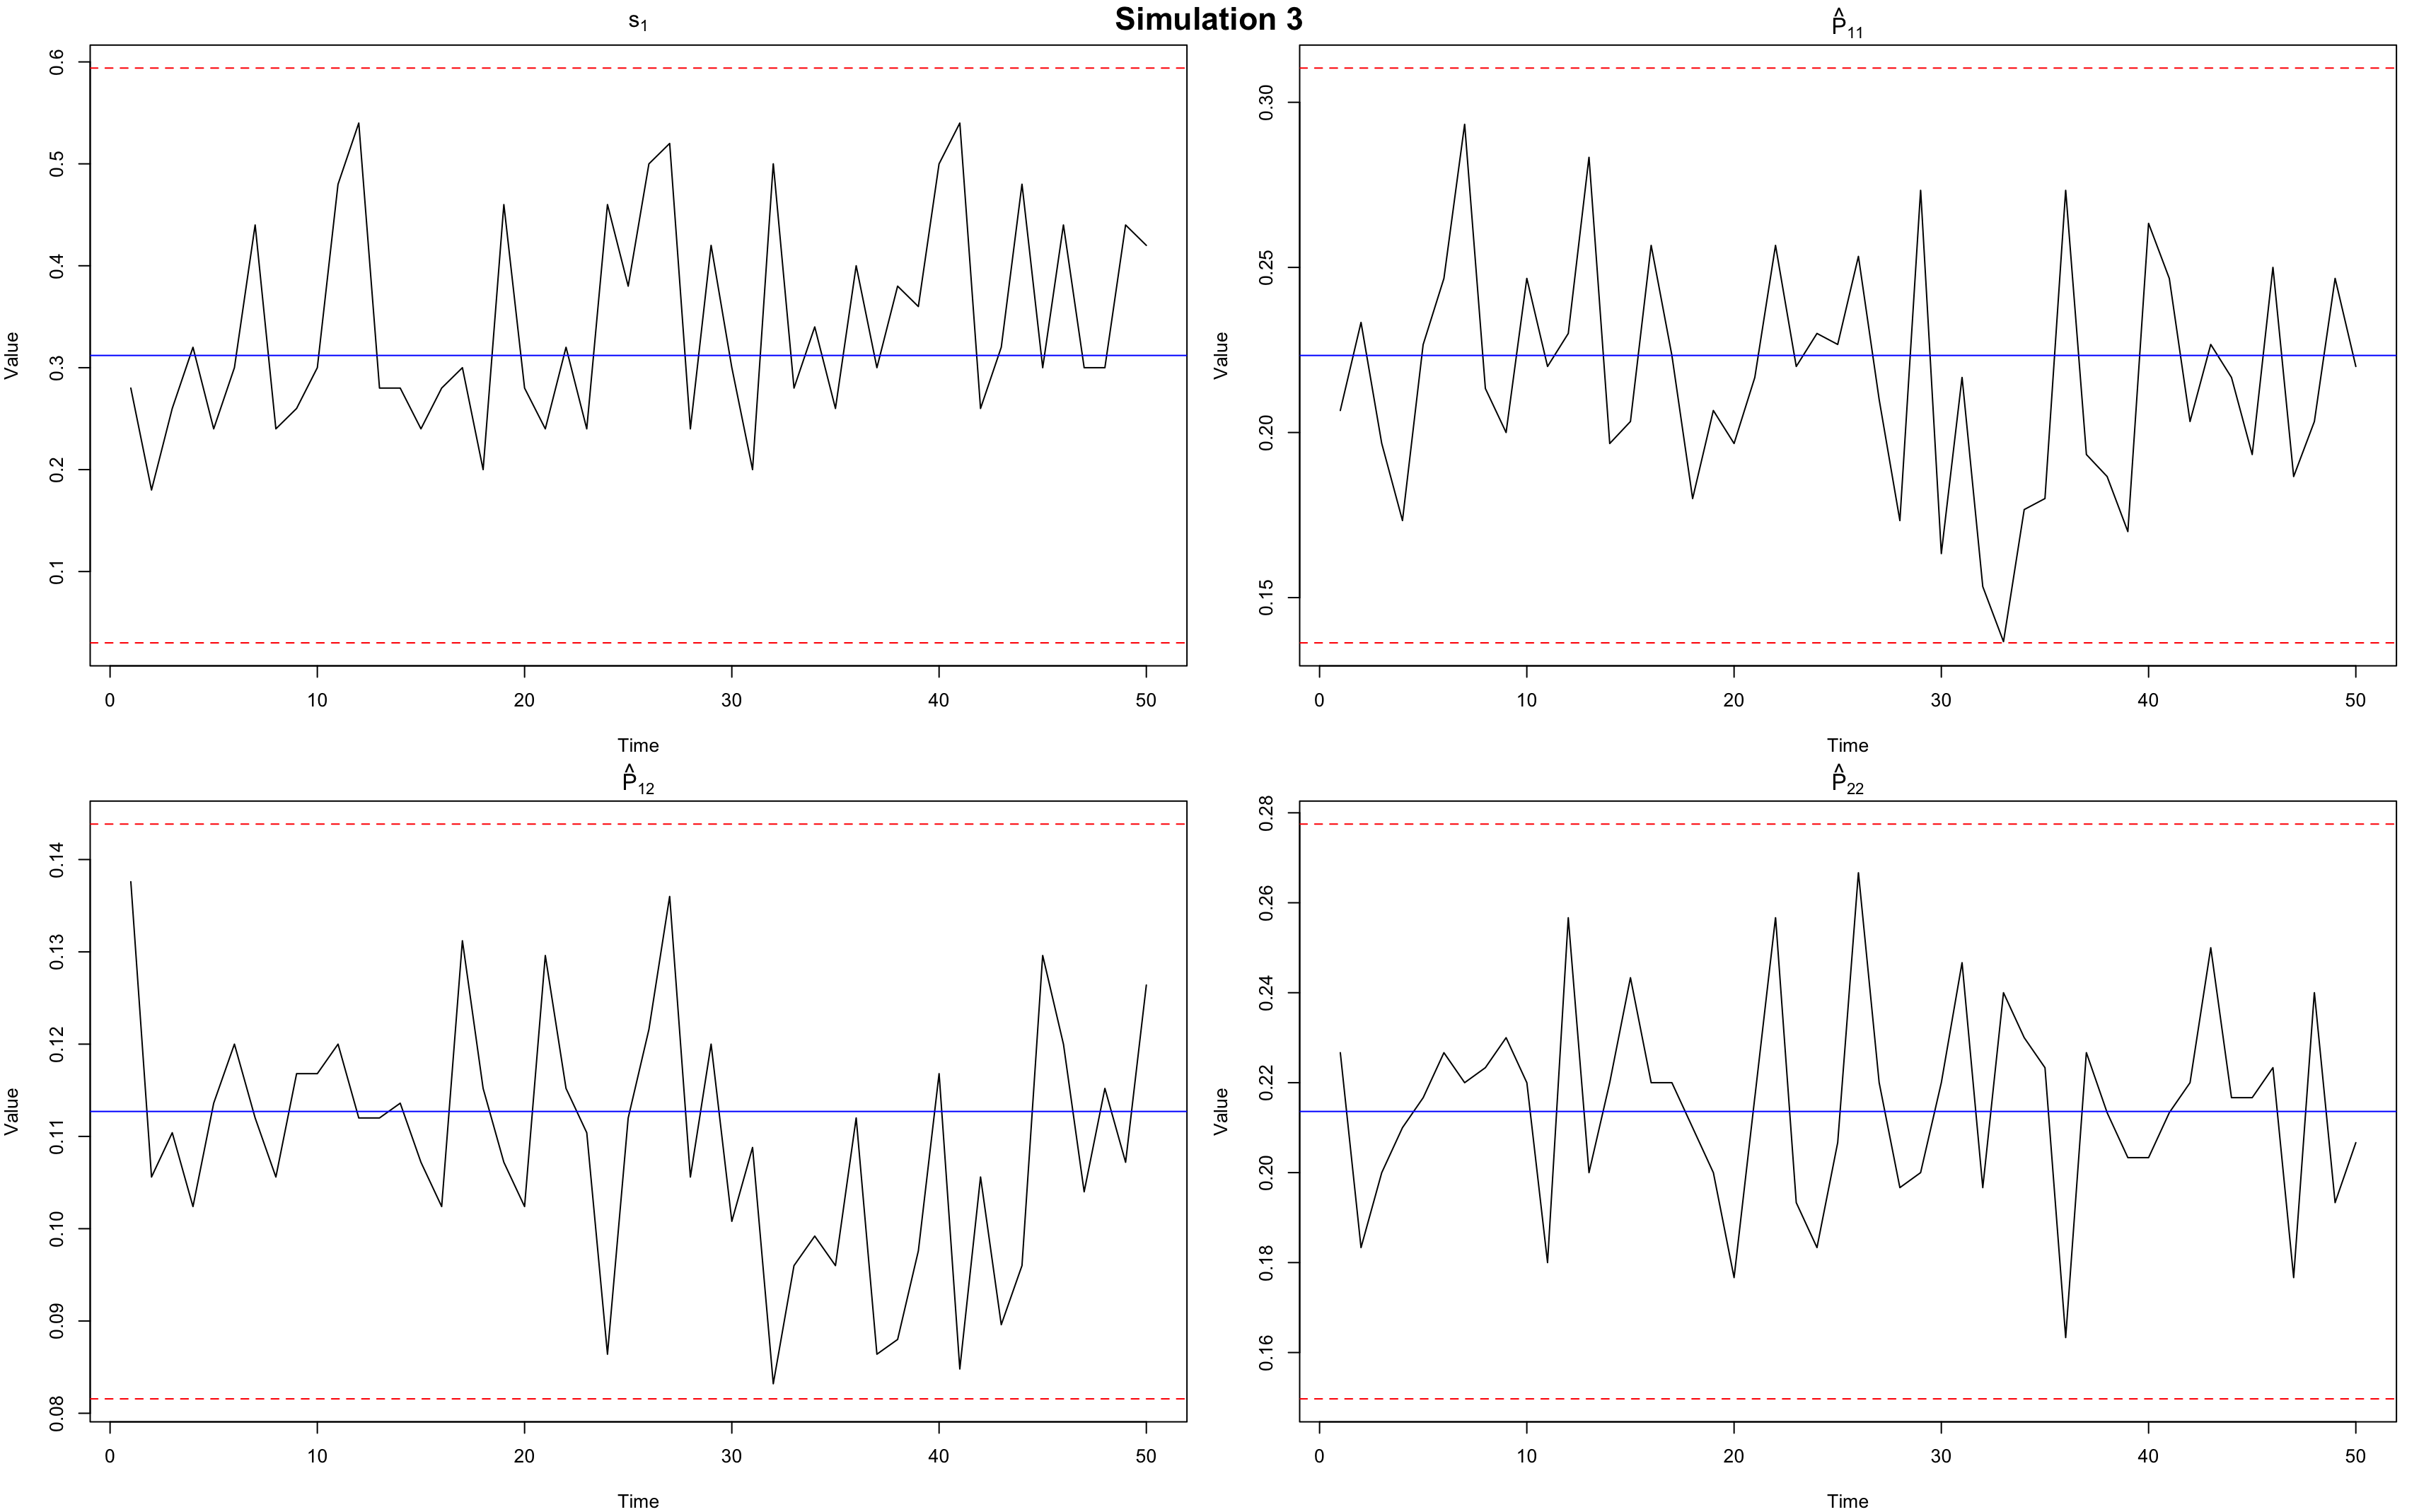 Simulation 3
s₁
Value
0.6
0.5
0.4
0.3
0.2
0.1
0 10 20 30 40 50
Time
P̂₁₁
Value
0.30
0.25
0.20
0.15
0 10 20 30 40 50
Time
P̂₁₂
Value
0.14
0.13
0.12
0.11
0.10
0.09
0.08
0 10 20 30 40 50
Time
P̂₂₂
Value
0.28
0.26
0.24
0.22
0.20
0.18
0.16
0 10 20 30 40 50
Time